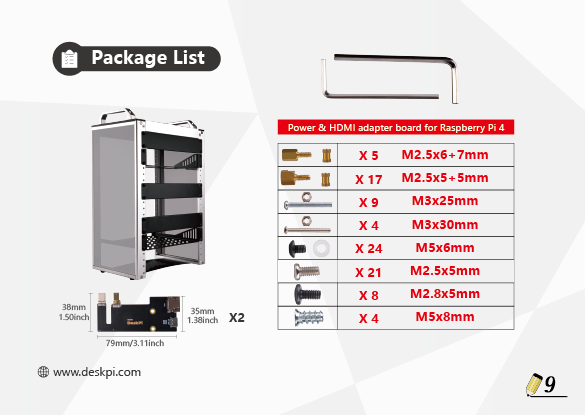 Package List
Power & HDMI adapter board for Raspberry Pi 4
X 5 M2.5x6+7mm
X 17 M2.5x5+5mm
X 9 M3x25mm
X 4 M3x30mm
X 24 M5x6mm
X 21 M2.5x5mm
X 8 M2.8x5mm
X 4 M5x8mm
38mm
1.50inch
DeskPi
35mm
1.38inch
X2
79mm/3.11inch
www.deskpi.com
9